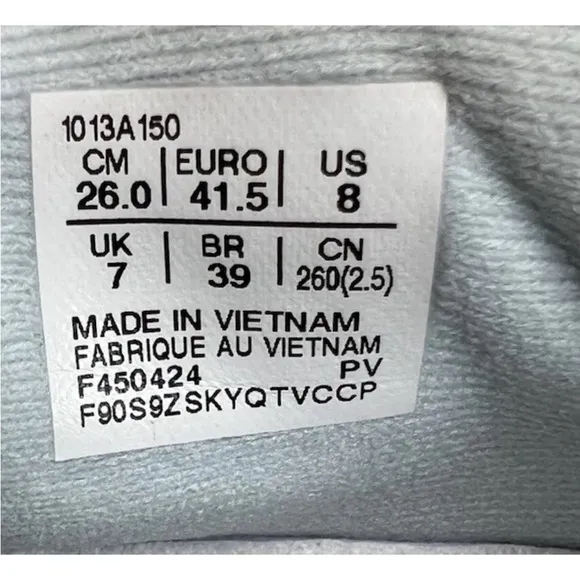 1013A150
CM | EURO | US
26.0 | 41.5 | 8
UK | BR | CN
7 | 39 | 260(2.5)
MADE IN VIETNAM
FABRIQUE AU VIETNAM
F450424 PV
F90S9ZSKYQTVCCP